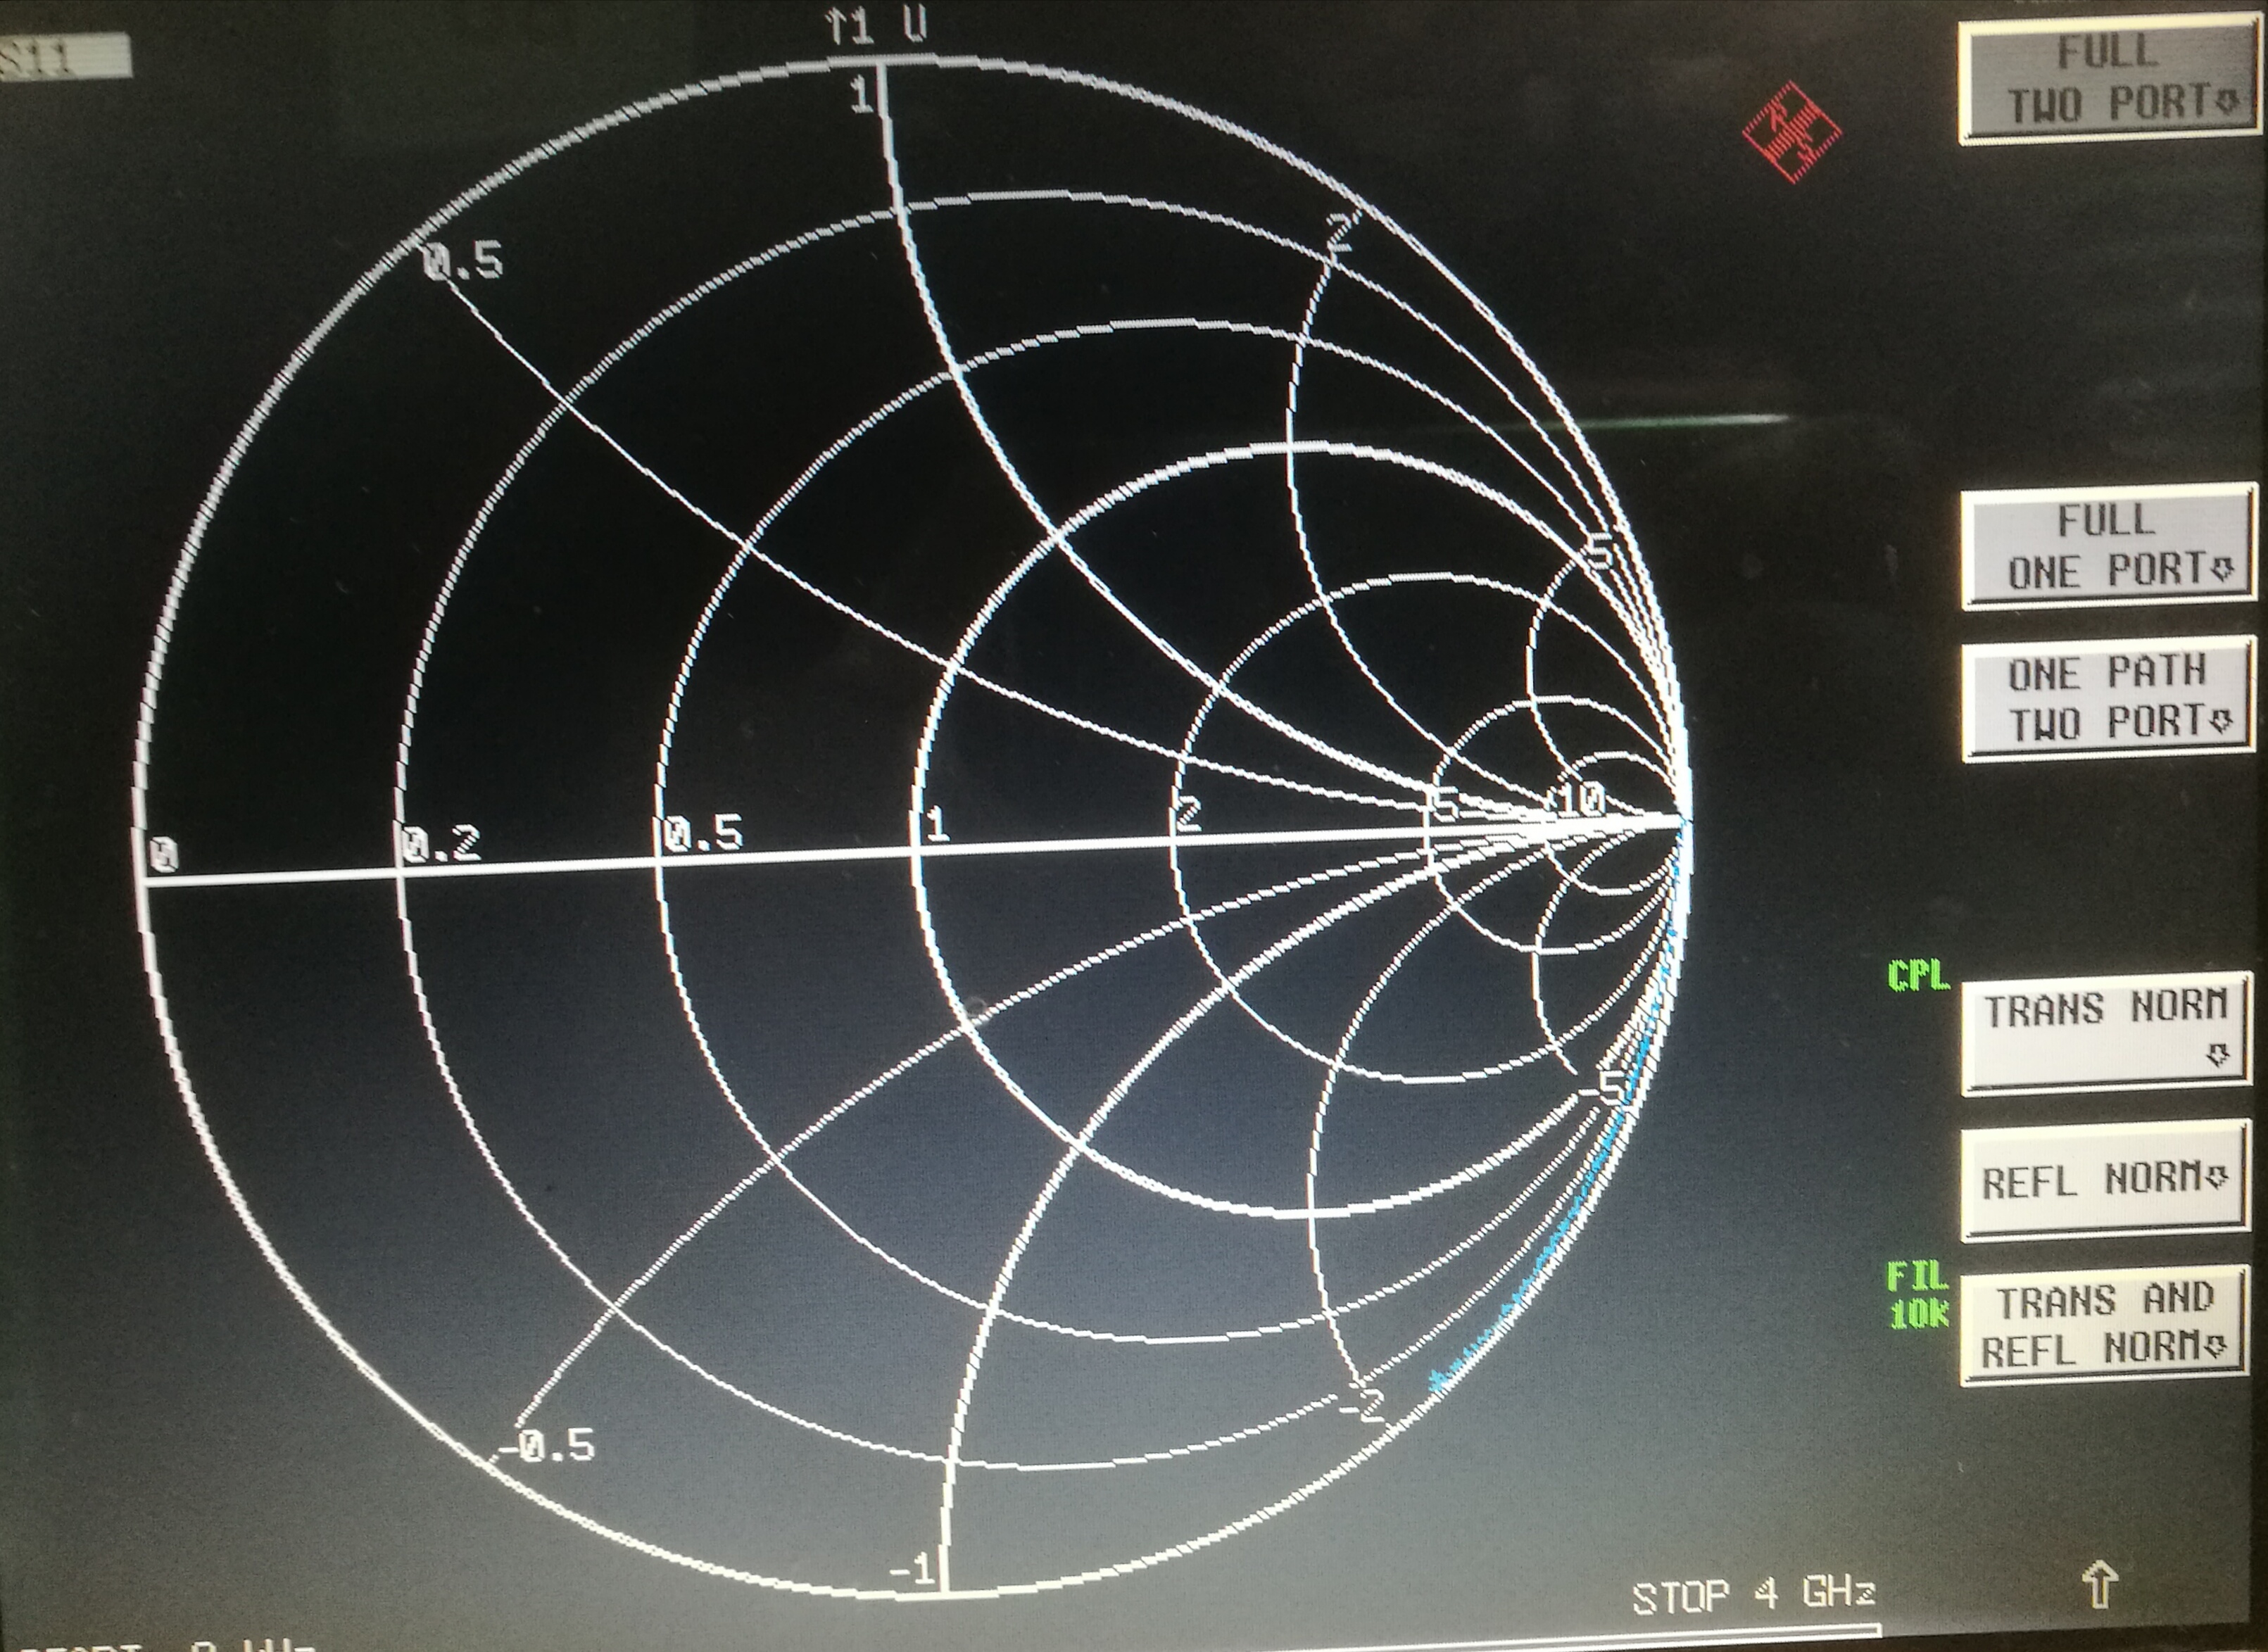 S11
↑1 U
1
0.5
2
5
0
0.2
0.5
1
2
5
10
-5
-2
-0.5
-1
FULL
TWO PORT
FULL
ONE PORT
ONE PATH
TWO PORT
CPL
TRANS NORM
REFL NORM
FIL
10k
TRANS AND
REFL NORM
STOP 4 GHz